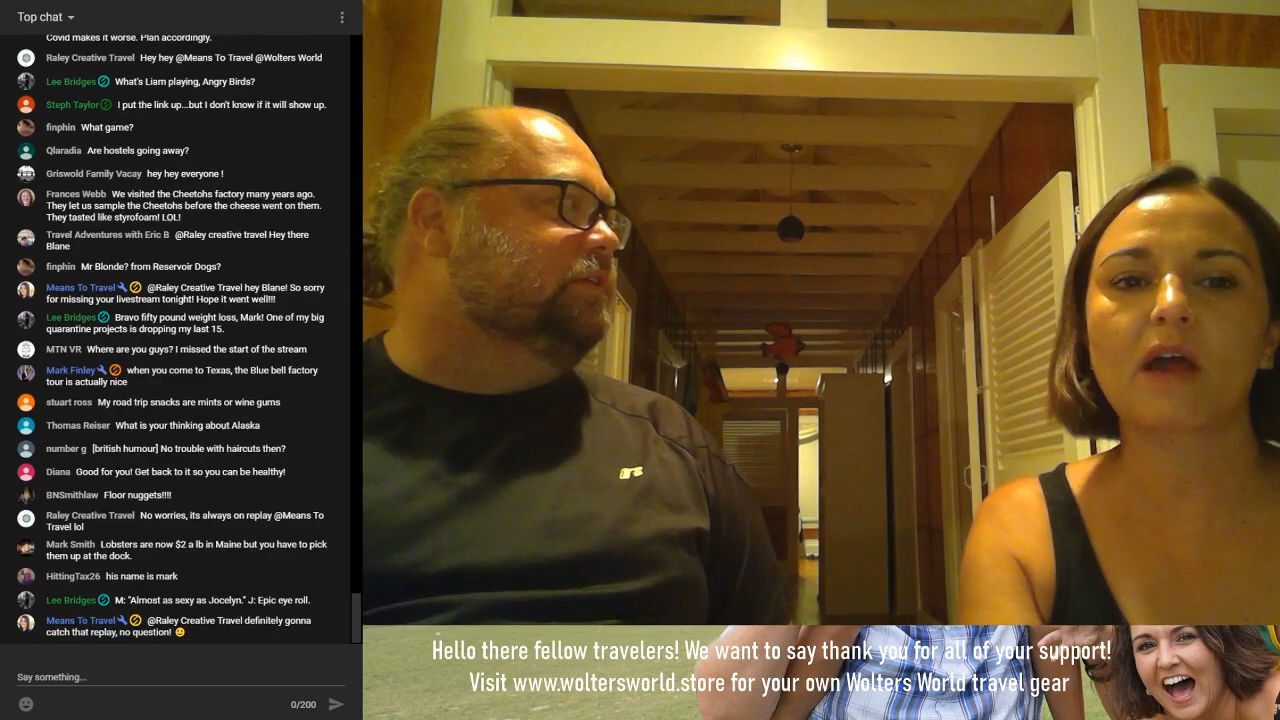 Top chat
Covid makes it worse. Plan accordingly.
Raley Creative Travel Hey hey @Means To Travel @Wolters World
Lee Bridges What's Liam playing, Angry Birds?
Steph Taylor I put the link up...but I don't know if it will show up.
finphin What game?
Qlaradia Are hostels going away?
Griswold Family Vacay hey hey everyone !
Frances Webb We visited the Cheetohs factory many years ago.
They let us sample the Cheetohs before the cheese went on them.
They tasted like styrofoam! LOL!
Travel Adventures with Eric B @Raley creative travel Hey there
Blane
finphin Mr Blonde? from Reservoir Dogs?
Means To Travel @Raley Creative Travel hey Blane! So sorry
for missing your livestream tonight! Hope it went well!!!
Lee Bridges Bravo fifty pound weight loss, Mark! One of my big
quarantine projects is dropping my last 15.
MTN VR Where are you guys? I missed the start of the stream
Mark Finley when you come to Texas, the Blue bell factory
tour is actually nice
stuart ross My road trip snacks are mints or wine gums
Thomas Reiser What is your thinking about Alaska
number g [british humour] No trouble with haircuts then?
Diana Good for you! Get back to it so you can be healthy!
BNSmithlaw Floor nuggets!!!!
Raley Creative Travel No worries, its always on replay @Means To
Travel lol
Mark Smith Lobsters are now $2 a lb in Maine but you have to pick
them up at the dock.
HittingTax26 his name is mark
Lee Bridges M: "Almost as sexy as Jocelyn." J: Epic eye roll.
Means To Travel @Raley Creative Travel definitely gonna
catch that replay, no question!
Say something...
0/200
Hello there fellow travelers! We want to say thank you for all of your support!
Visit www.woltersworld.store for your own Wolters World travel gear